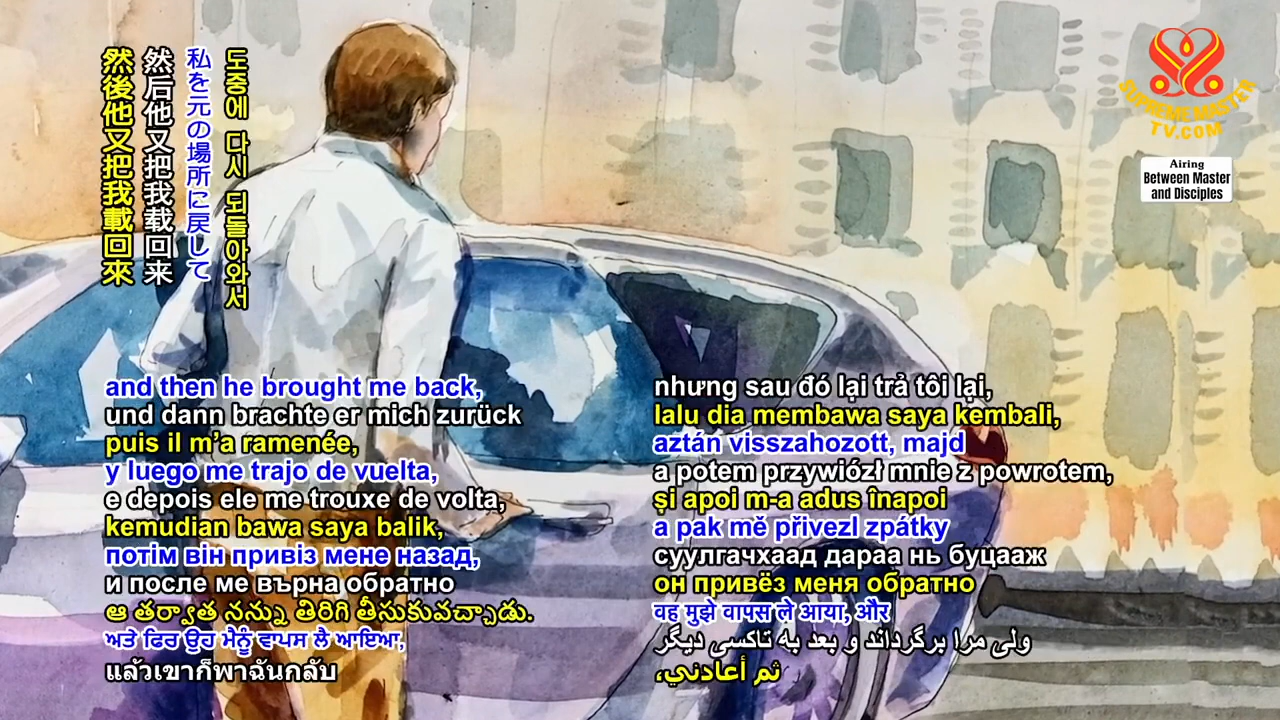 然後他又把我載回來
然后他又把我载回来
私を元の場所に戻して
도중에 다시 되돌아와서
SUPREME MASTER
TV.COM
Airing
Between Master
and Disciples
and then he brought me back,
und dann brachte er mich zurück
puis il m’a ramenée,
y luego me trajo de vuelta,
e depois ele me trouxe de volta,
kemudian bawa saya balik,
потім він привіз мене назад,
и после ме върна обратно
ఆ తర్వాత నన్ను తిరిగి తీసుకువచ్చాడు.
ਅਤੇ ਫਿਰ ਉਹ ਮੈਨੂੰ ਵਾਪਸ ਲੈ ਆਇਆ,
แล้วเขาก็พาฉันกลับ
nhưng sau đó lại trả tôi lại,
lalu dia membawa saya kembali,
aztán visszahozott, majd
a potem przywiózł mnie z powrotem,
și apoi m-a adus înapoi
a pak mě přivezl zpátky
суулгачхаад дараа нь буцааж
он привёз меня обратно
वह मुझे वापस ले आया, और
ولی مرا برگرداند و بعد به تاکسی دیگر
ثم أعادني،